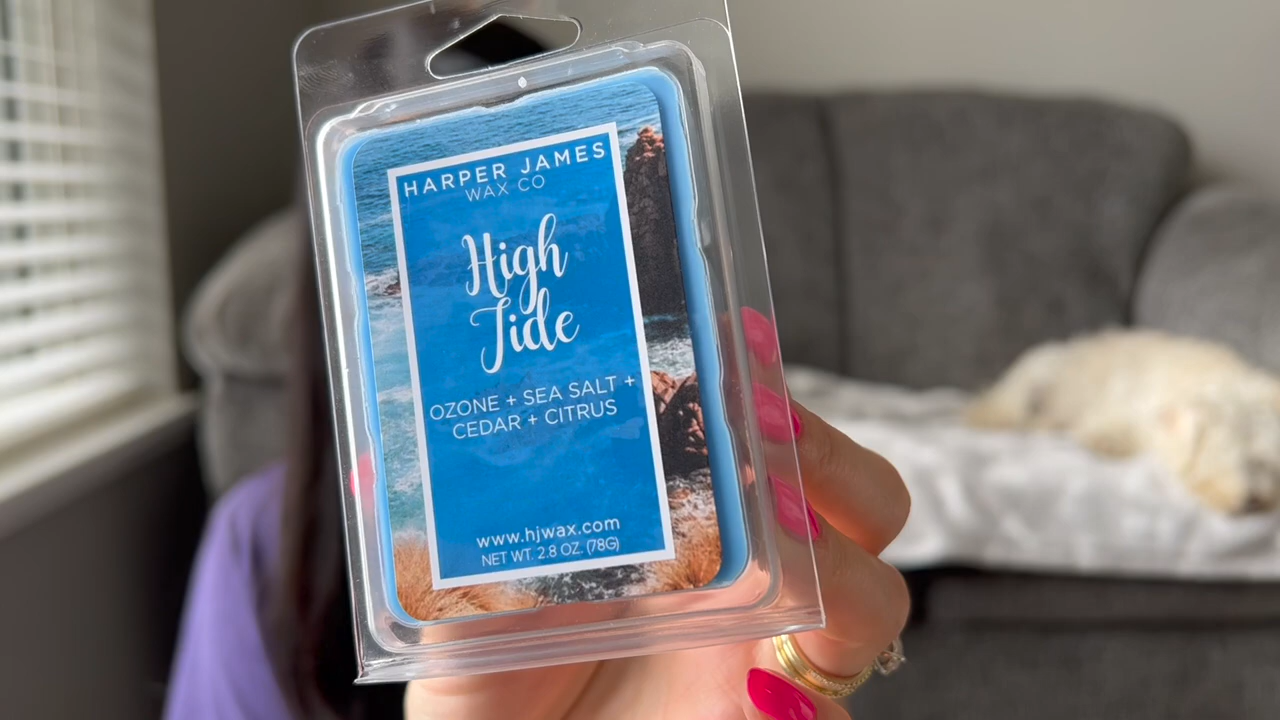 HARPER JAMES
WAX CO
High
Tide
OZONE + SEA SALT +
CEDAR + CITRUS
www.hjwax.com
NET WT. 2.8 OZ. (78G)